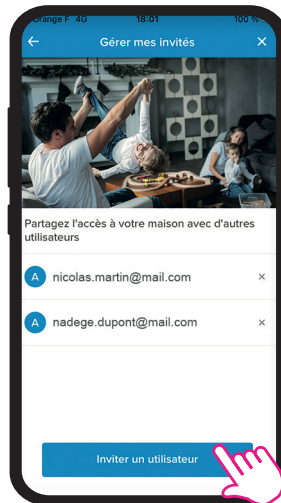 Orange F 4G 18:01 100 %
← Gérer mes invités ×
Partagez l'accès à votre maison avec d'autres
utilisateurs
A nicolas.martin@mail.com ×
A nadege.dupont@mail.com ×
Inviter un utilisateur